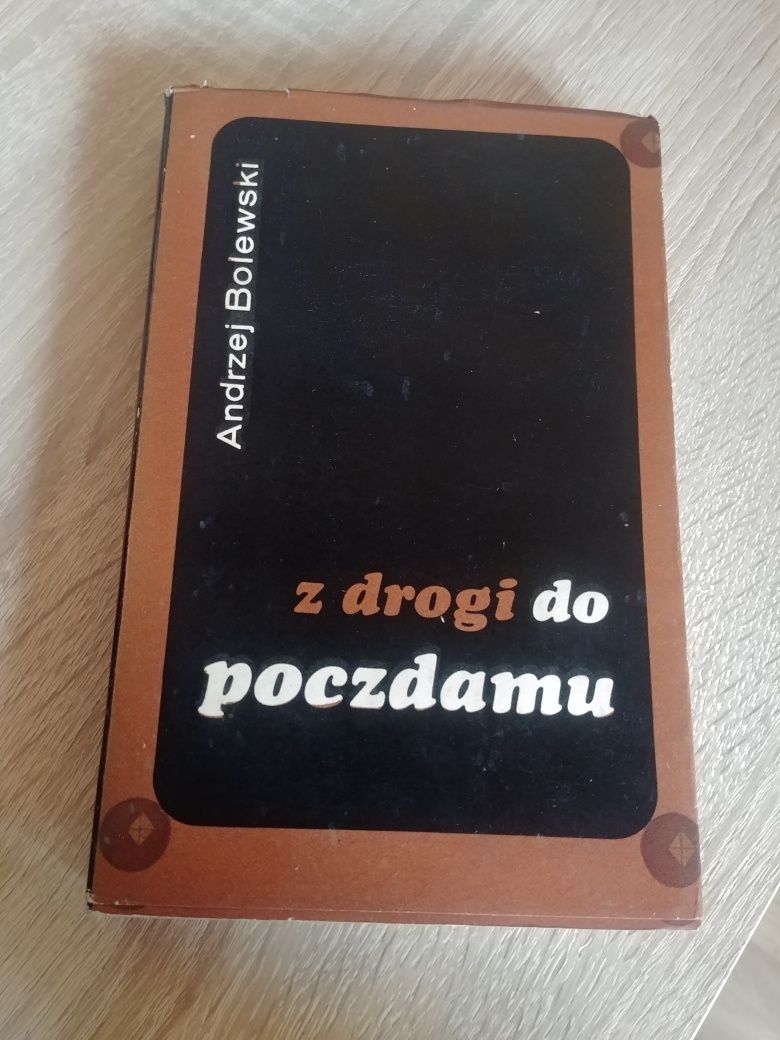 Andrzej Bolewski
z drogi do
poczdamu